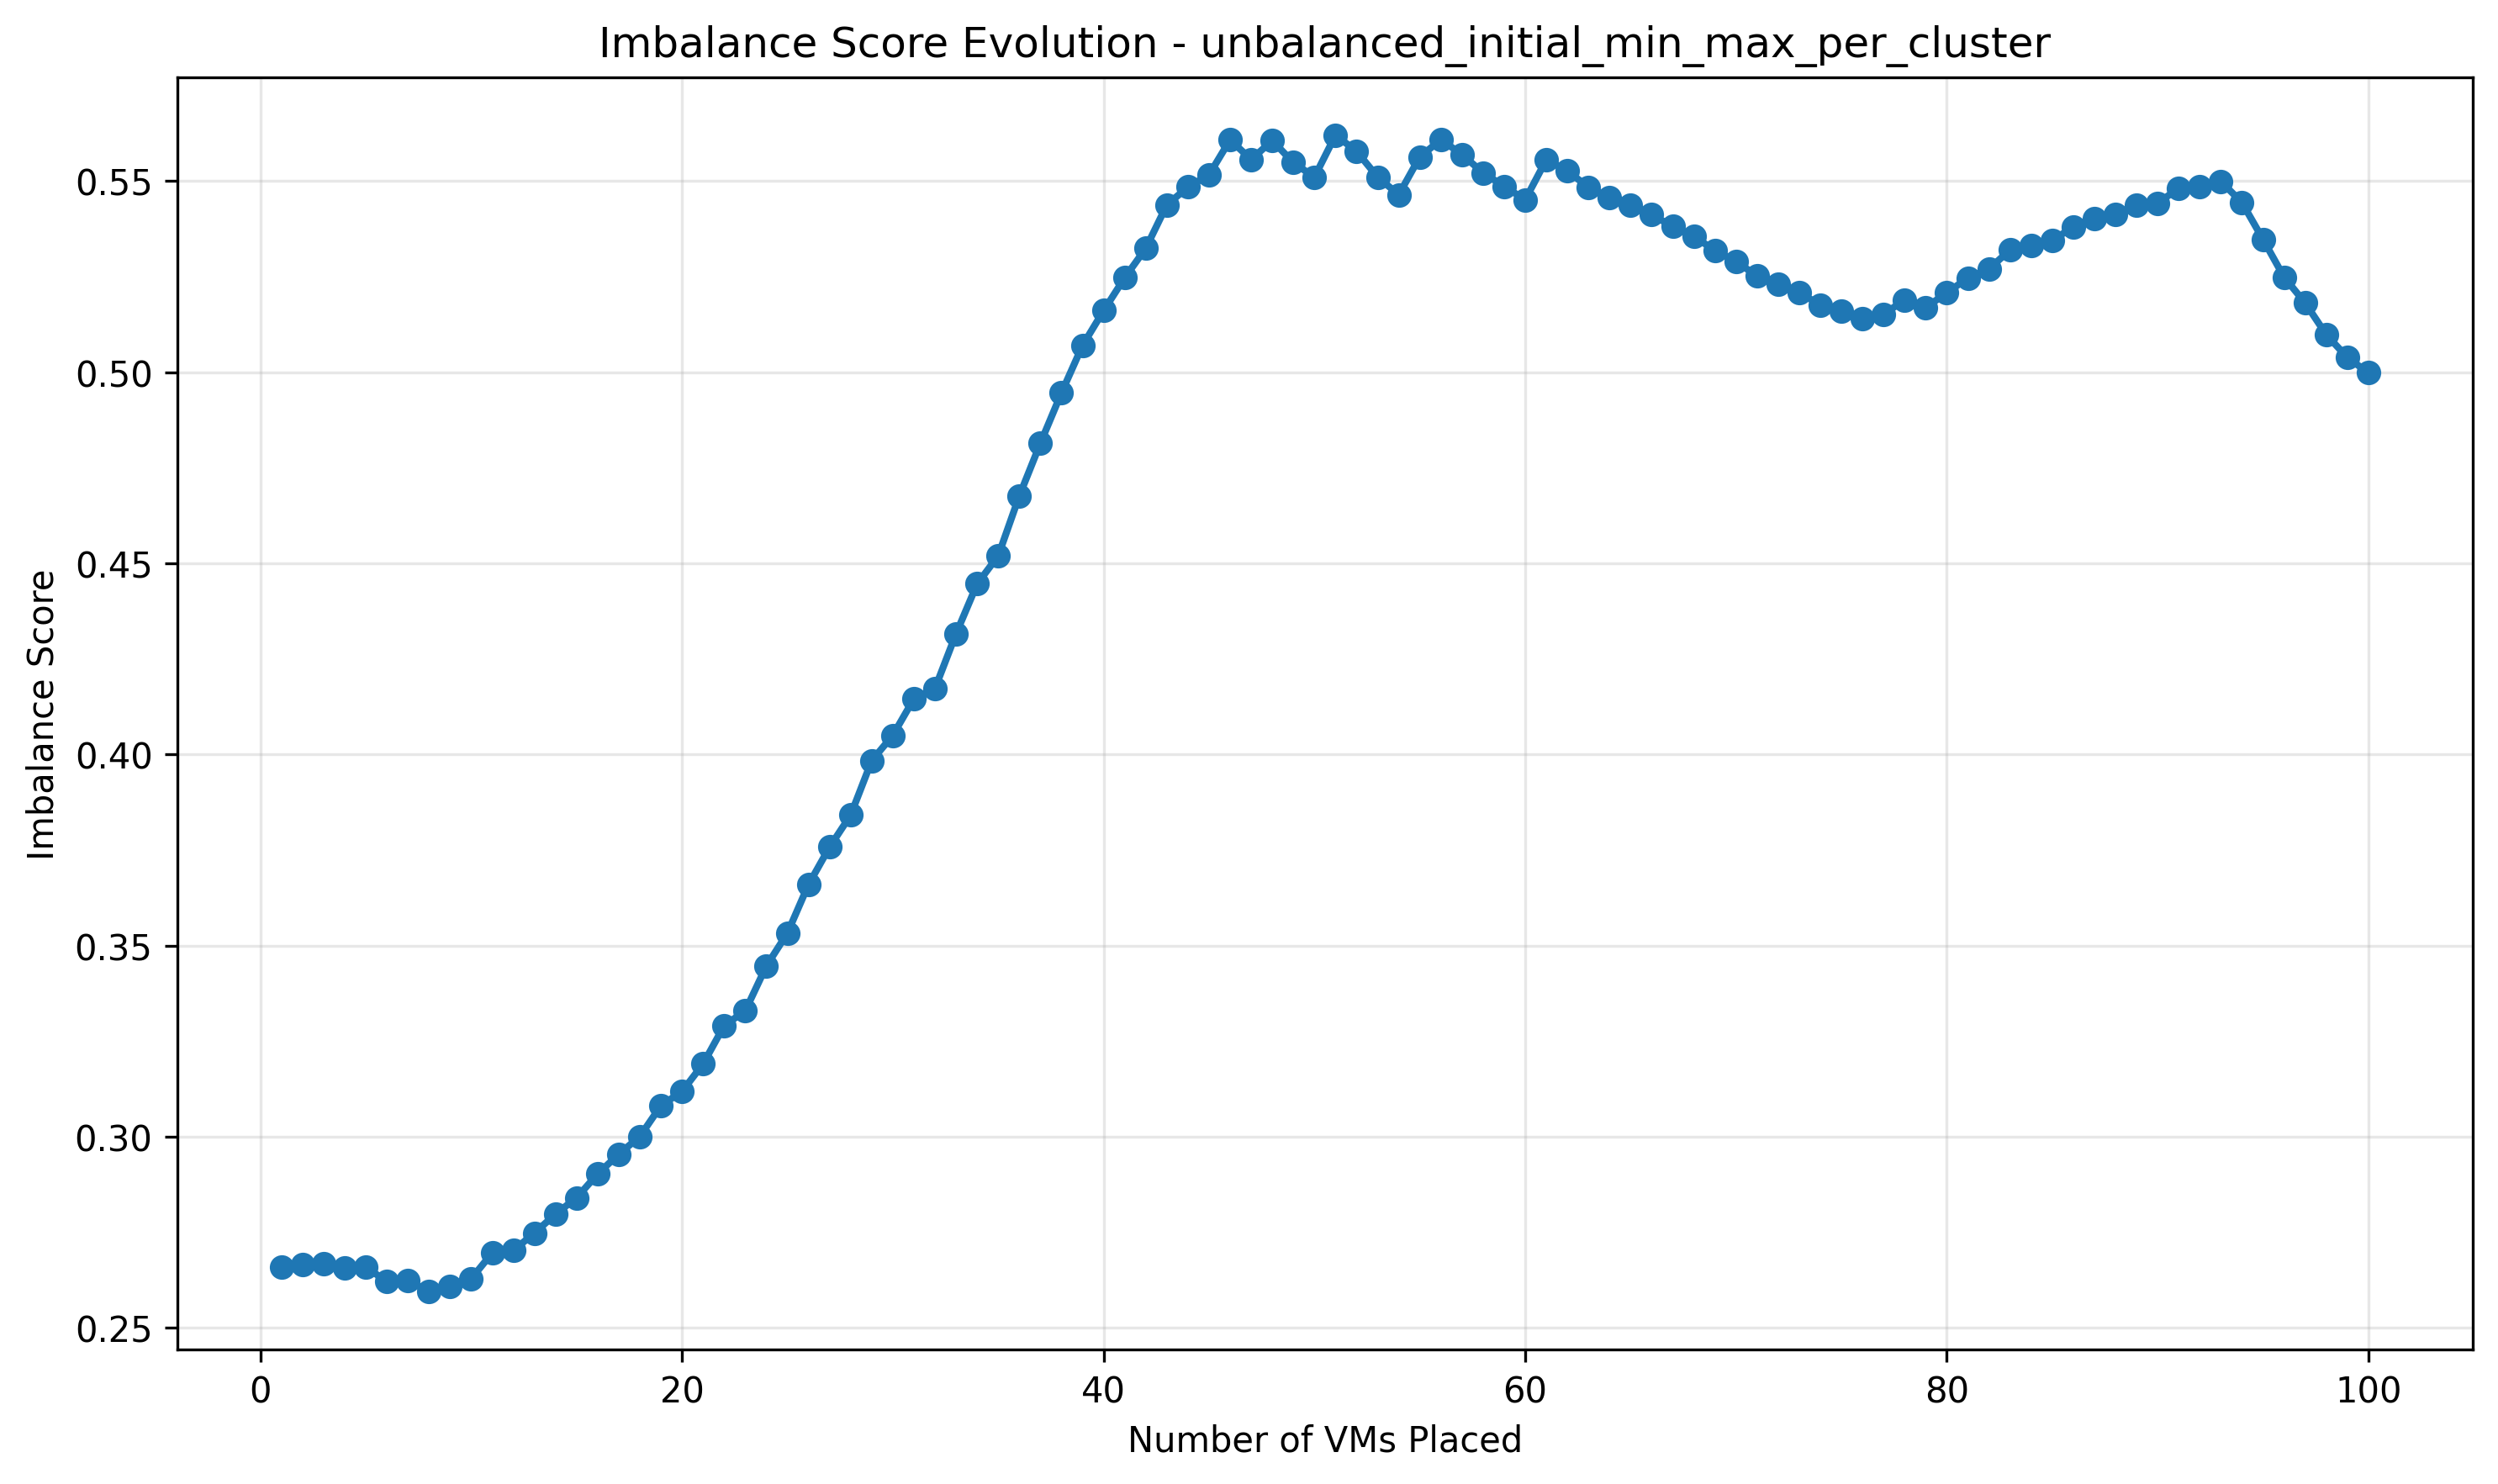 Imbalance Score Evolution - unbalanced_initial_min_max_per_cluster
Imbalance Score
0.55
0.50
0.45
0.40
0.35
0.30
0.25
0 20 40 60 80 100
Number of VMs Placed